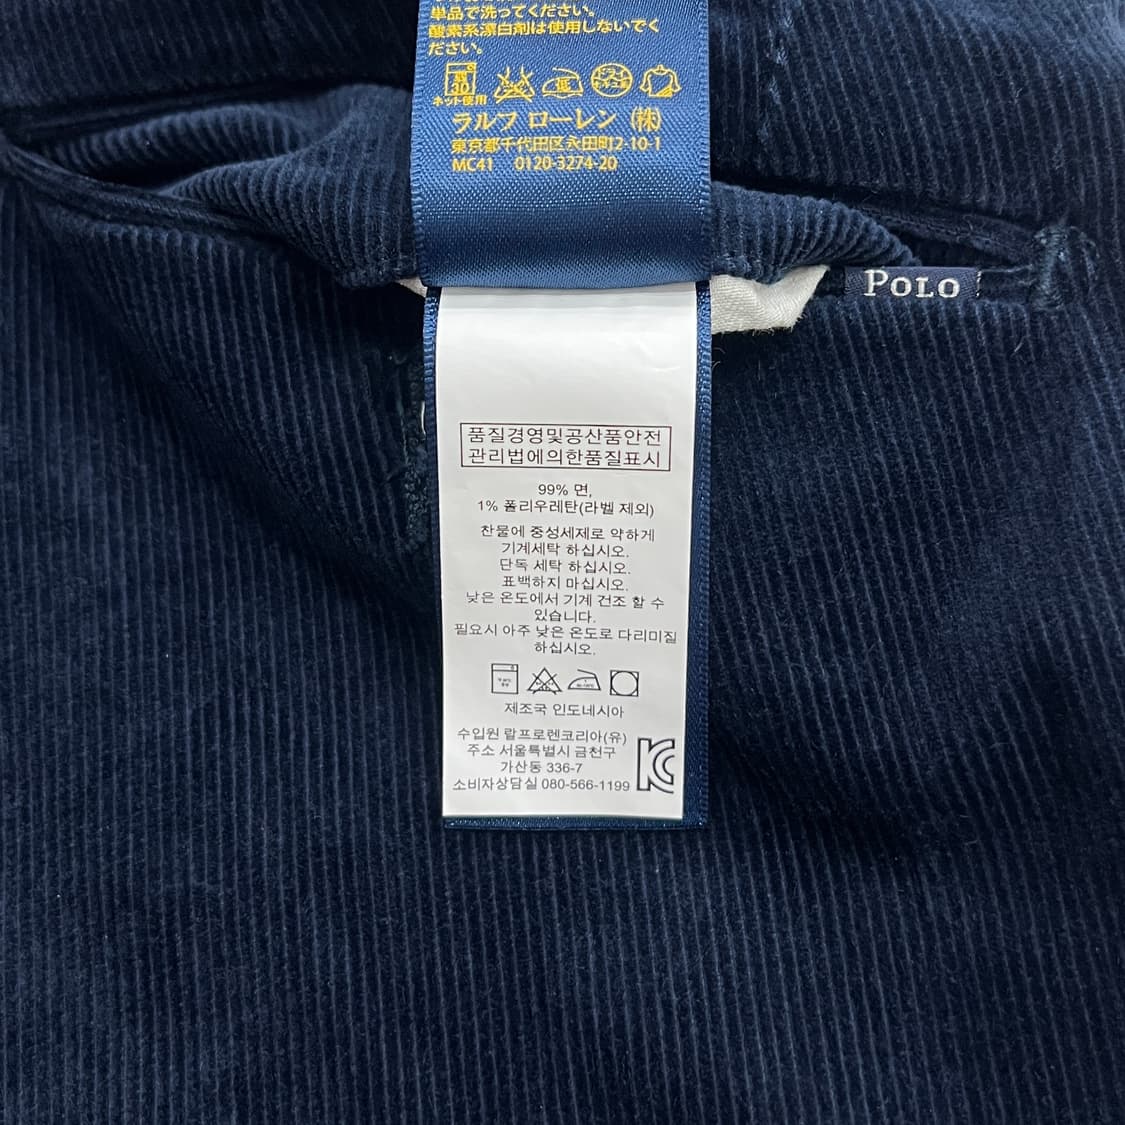 単品で洗ってください。
酸素系漂白剤は使用しないでく
ださい。
ネット使用
ラルフ ローレン (株)
東京都千代田区永田町2-10-1
MC41 0120-3274-20
POLO
품질경영및공산품안전
관리법에의한품질표시
99% 면,
1% 폴리우레탄(라벨 제외)
찬물에 중성세제로 약하게
기계세탁 하십시오.
단독 세탁 하십시오.
표백하지 마십시오.
낮은 온도에서 기계 건조 할 수
있습니다.
필요시 아주 낮은 온도로 다리미질
하십시오.
제조국 인도네시아
수입원 랄프로렌코리아(유)
주소 서울특별시 금천구
가산동 336-7
소비자상담실 080-566-1199
KC